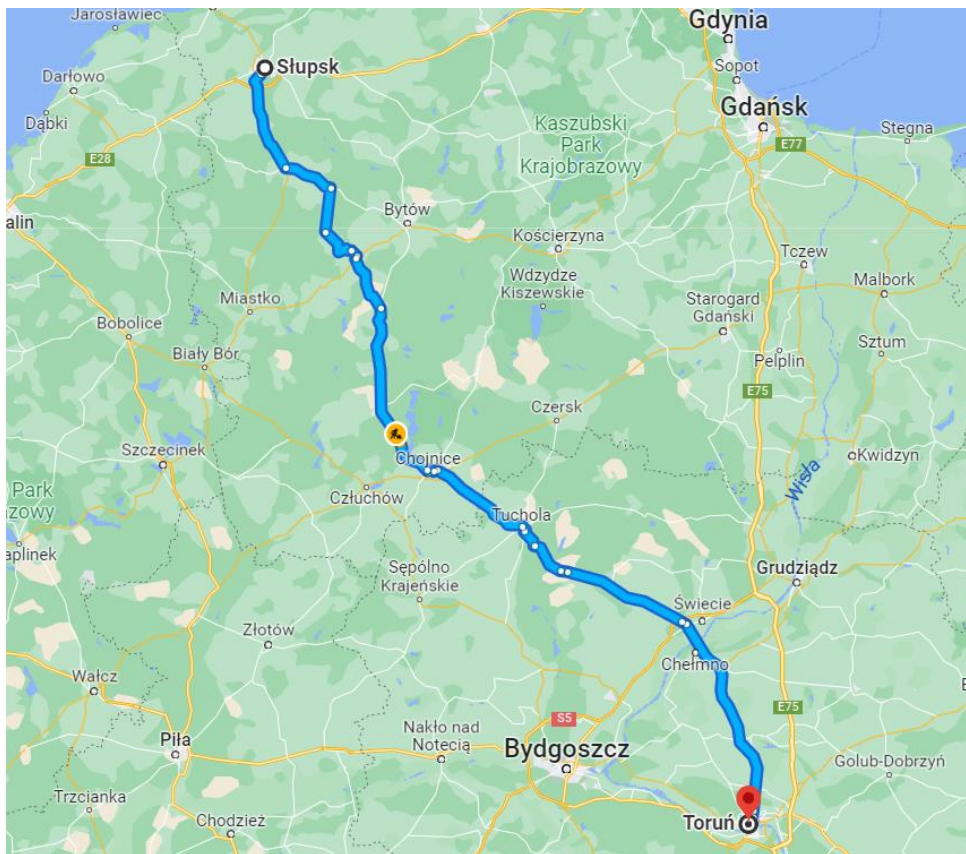 Jarosławiec
Gdynia
Darłowo
Słupsk
Sopot
Dąbki
Gdańsk
Stegna
Kaszubski
Park
Krajobrazowy
E28
E77
alin
Bytów
Kościerzyna
Tczew
Wdzydze
Kiszewskie
Malbork
Miastko
Starogard
Gdański
Bobolice
Biały Bór
Sztum
Pelplin
E75
Czersk
Szczecinek
Chojnice
Kwidzyn
Człuchów
Wisła
Park
zowy
Tuchola
aplinek
Sępólno
Krajeńskie
Grudziądz
Świecie
Złotów
Chełmno
Wałcz
E75
S5
Nakło nad
Notecią
Piła
Bydgoszcz
Golub-Dobrzyń
Trzcianka
Toruń
Chodzież